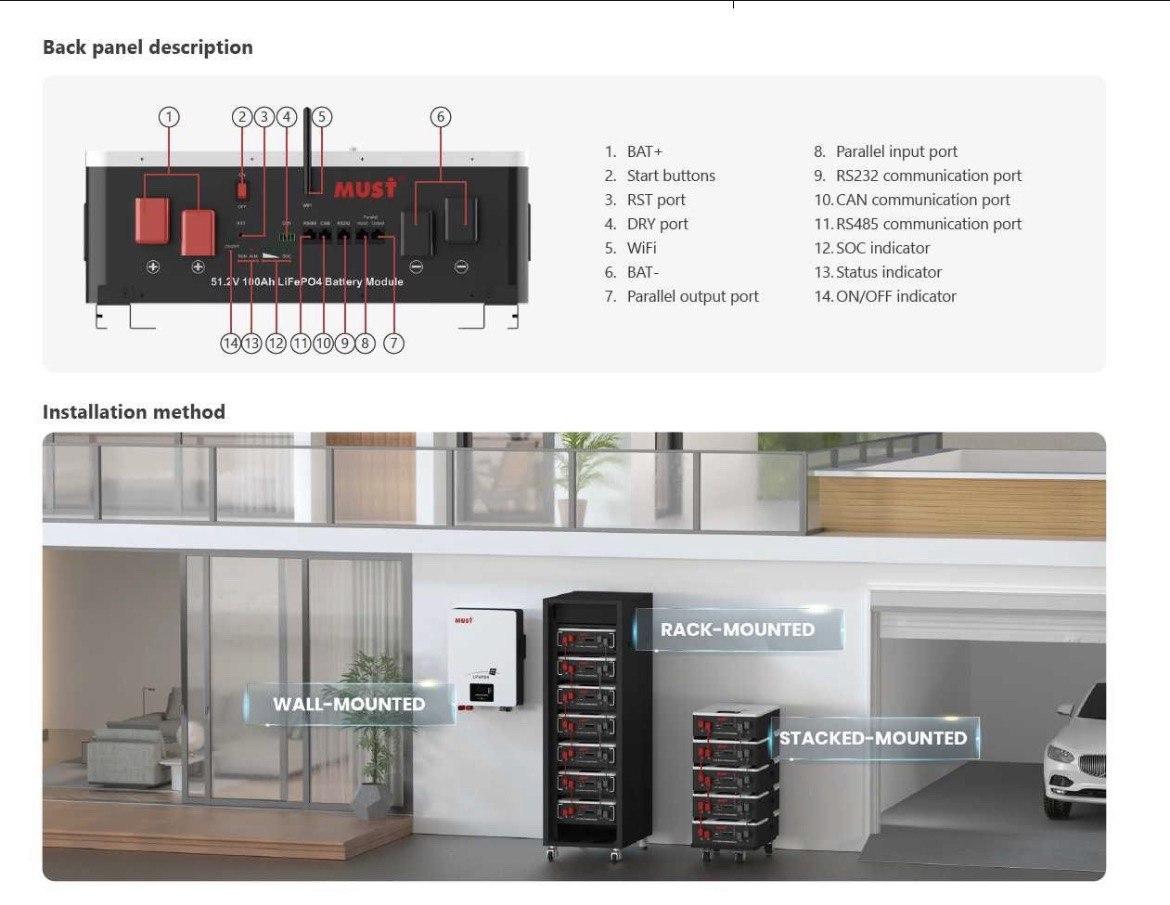 Back panel description
1 2 3 4 5 6
ON
MUST
OFF
WiFi
Parallel
RST
DRY
RS485 CAN RS232 Input Output
ON/OFF
RUN ALM SOC
51.2V 100Ah LiFePO4 Battery Module
14 13 12 11 10 9 8 7
1. BAT+
2. Start buttons
3. RST port
4. DRY port
5. WiFi
6. BAT-
7. Parallel output port
8. Parallel input port
9. RS232 communication port
10. CAN communication port
11. RS485 communication port
12. SOC indicator
13. Status indicator
14. ON/OFF indicator
Installation method
MUST
WALL-MOUNTED
RACK-MOUNTED
STACKED-MOUNTED